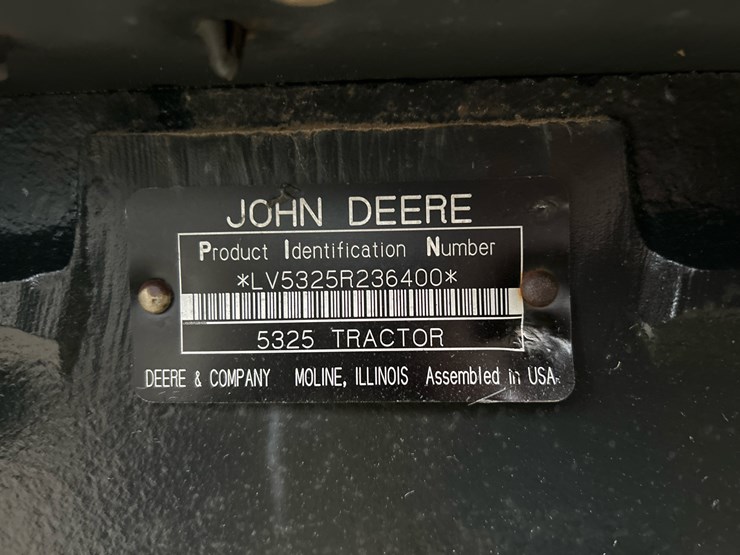 JOHN DEERE
Product Identification Number
*LV5325R236400*
5325 TRACTOR
DEERE & COMPANY MOLINE, ILLINOIS Assembled in USA.